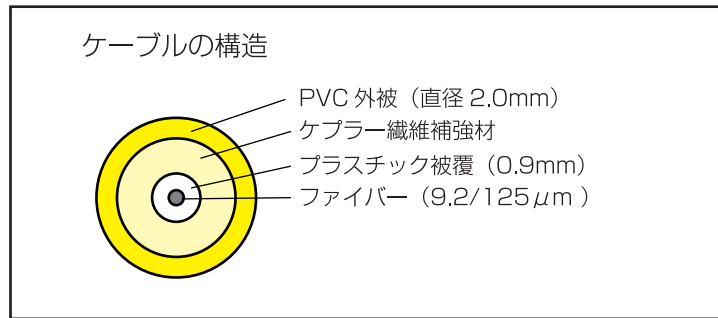 ケーブルの構造
PVC 外被（直径 2.0mm）
ケプラー繊維補強材
プラスチック被覆（0.9mm）
ファイバー（9.2/125μm ）